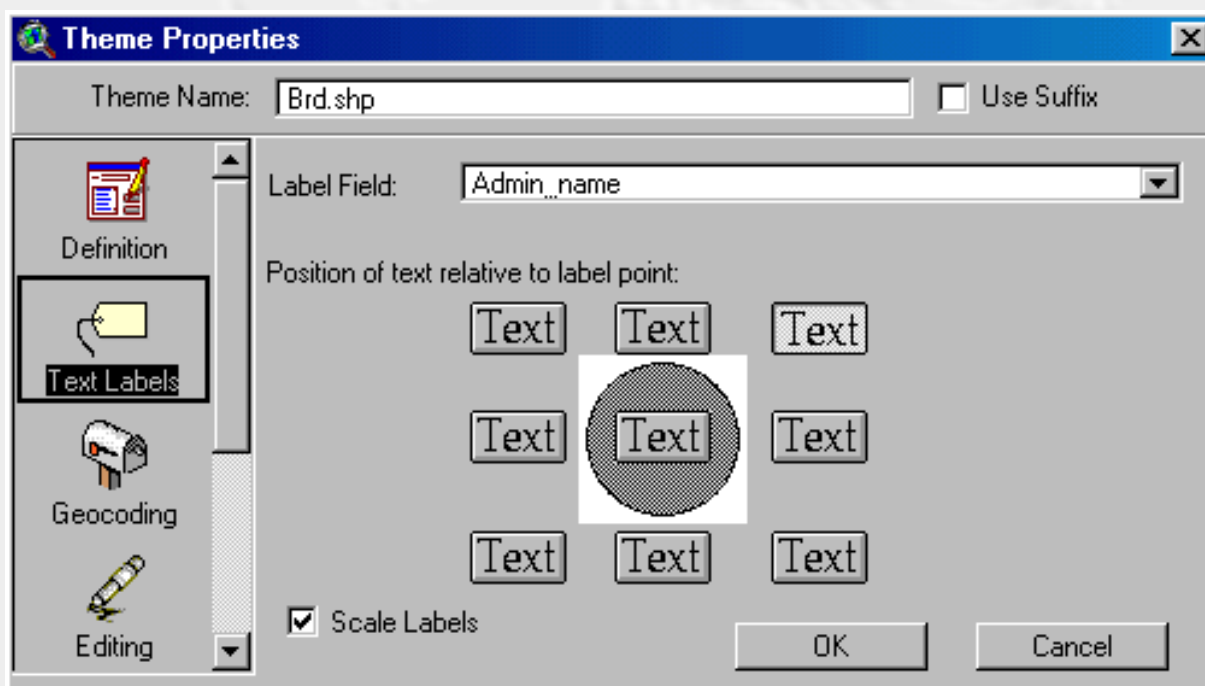 Theme Properties
Theme Name: Brd.shp Use Suffix
Definition
Text Labels
Geocoding
Editing
Label Field: Admin_name
Position of text relative to label point:
Text Text Text
Text Text Text
Text Text Text
Scale Labels
OK Cancel